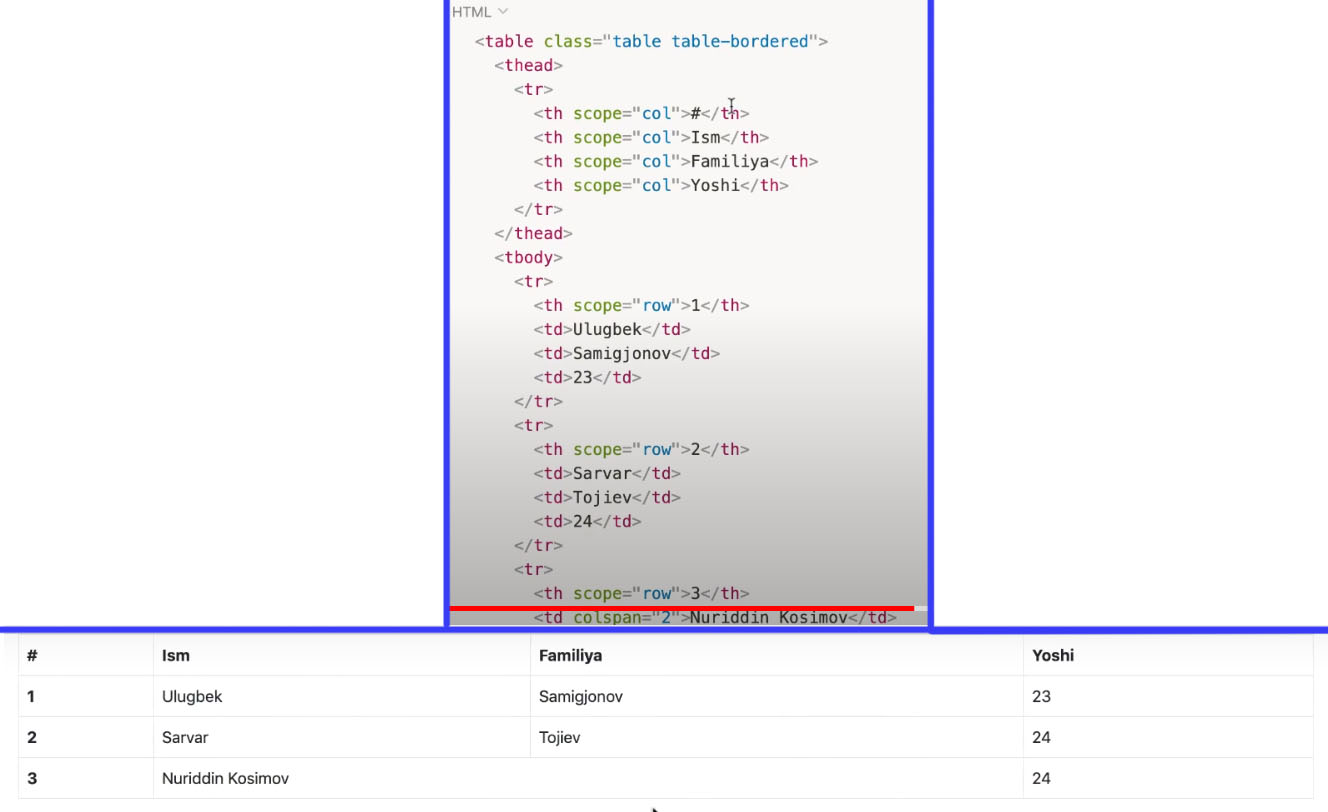 HTML
<table class="table table-bordered">
<thead>
<tr>
<th scope="col">#</th>
<th scope="col">Ism</th>
<th scope="col">Familiya</th>
<th scope="col">Yoshi</th>
</tr>
</thead>
<tbody>
<tr>
<th scope="row">1</th>
<td>Ulugbek</td>
<td>Samigjonov</td>
<td>23</td>
</tr>
<tr>
<th scope="row">2</th>
<td>Sarvar</td>
<td>Tojiev</td>
<td>24</td>
</tr>
<tr>
<th scope="row">3</th>
<td colspan="2">Nuriddin Kosimov</td>
# Ism Familiya Yoshi
1 Ulugbek Samigjonov 23
2 Sarvar Tojiev 24
3 Nuriddin Kosimov 24